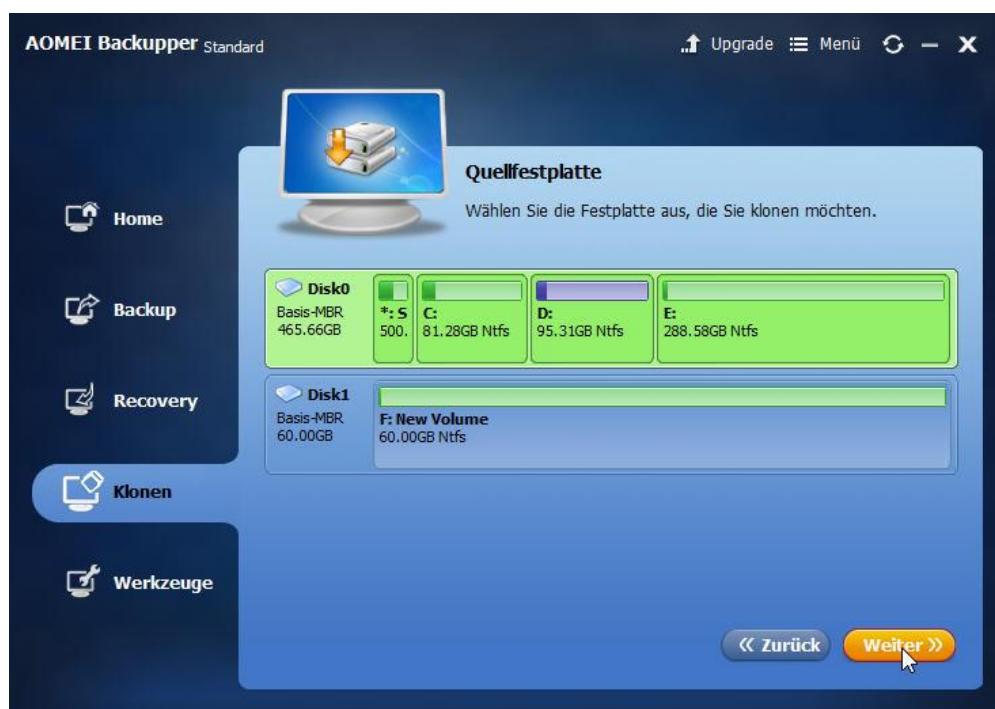 AOMEI Backupper Standard
Upgrade Menü
Quellfestplatte
Wählen Sie die Festplatte aus, die Sie klonen möchten.
Home
Backup
Recovery
Klonen
Werkzeuge
Disk0
Basis-MBR
465.66GB
*: S
500.
C:
81.28GB Ntfs
D:
95.31GB Ntfs
E:
288.58GB Ntfs
Disk1
Basis-MBR
60.00GB
F: New Volume
60.00GB Ntfs
« Zurück
Weiter »